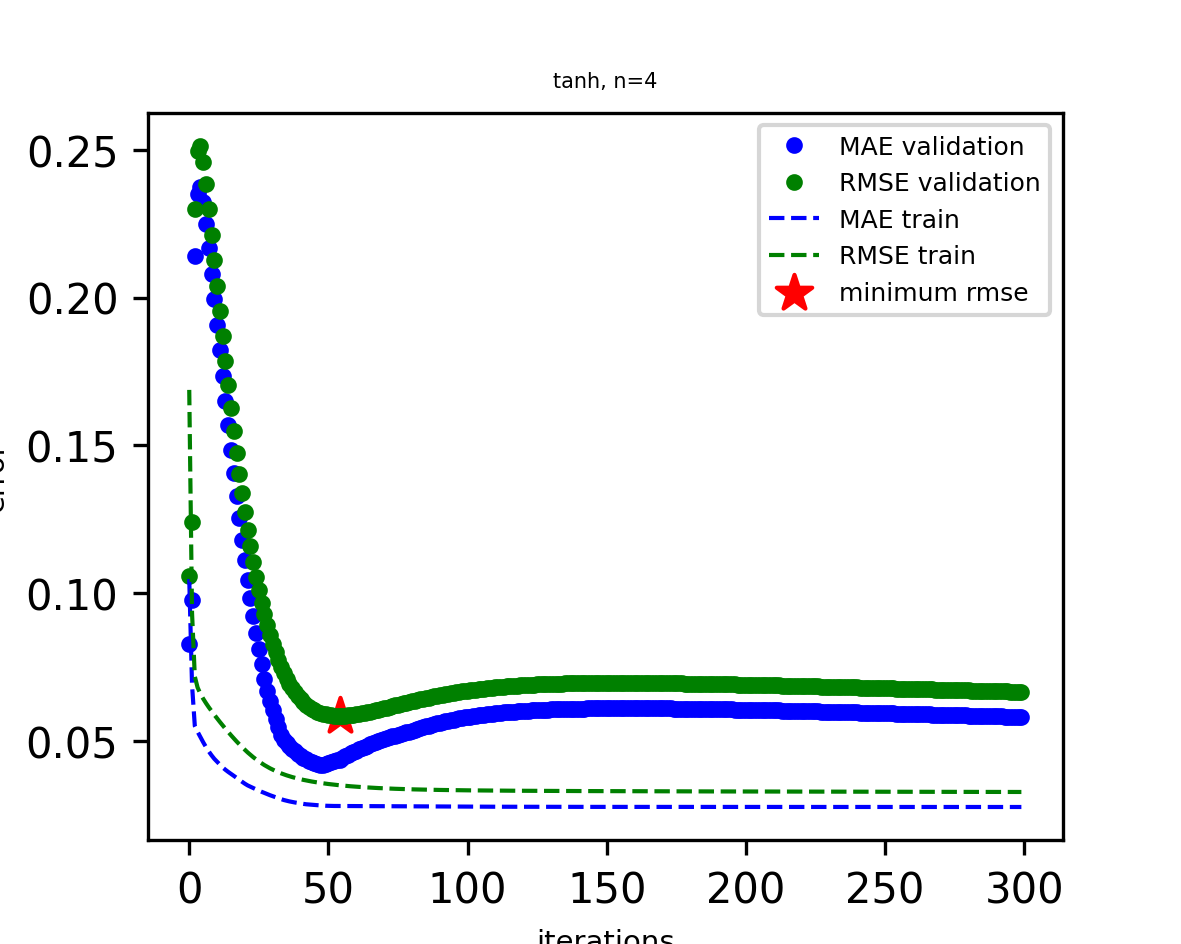 tanh, n=4
0.25
0.20
0.15
0.10
0.05
MAE validation
RMSE validation
MAE train
RMSE train
minimum rmse
0 50 100 150 200 250 300
iterations